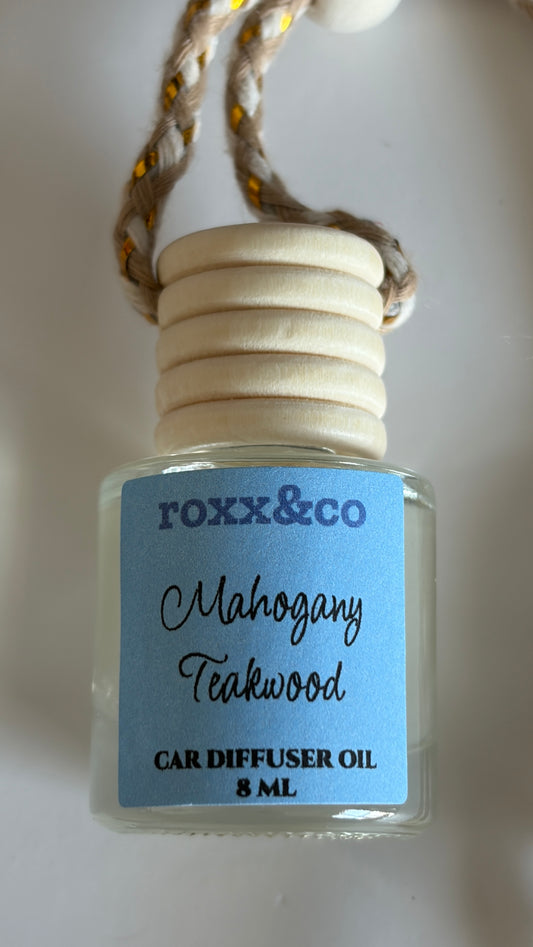 roxx&co
Mahogany
Teakwood
CAR DIFFUSER OIL
8 ML